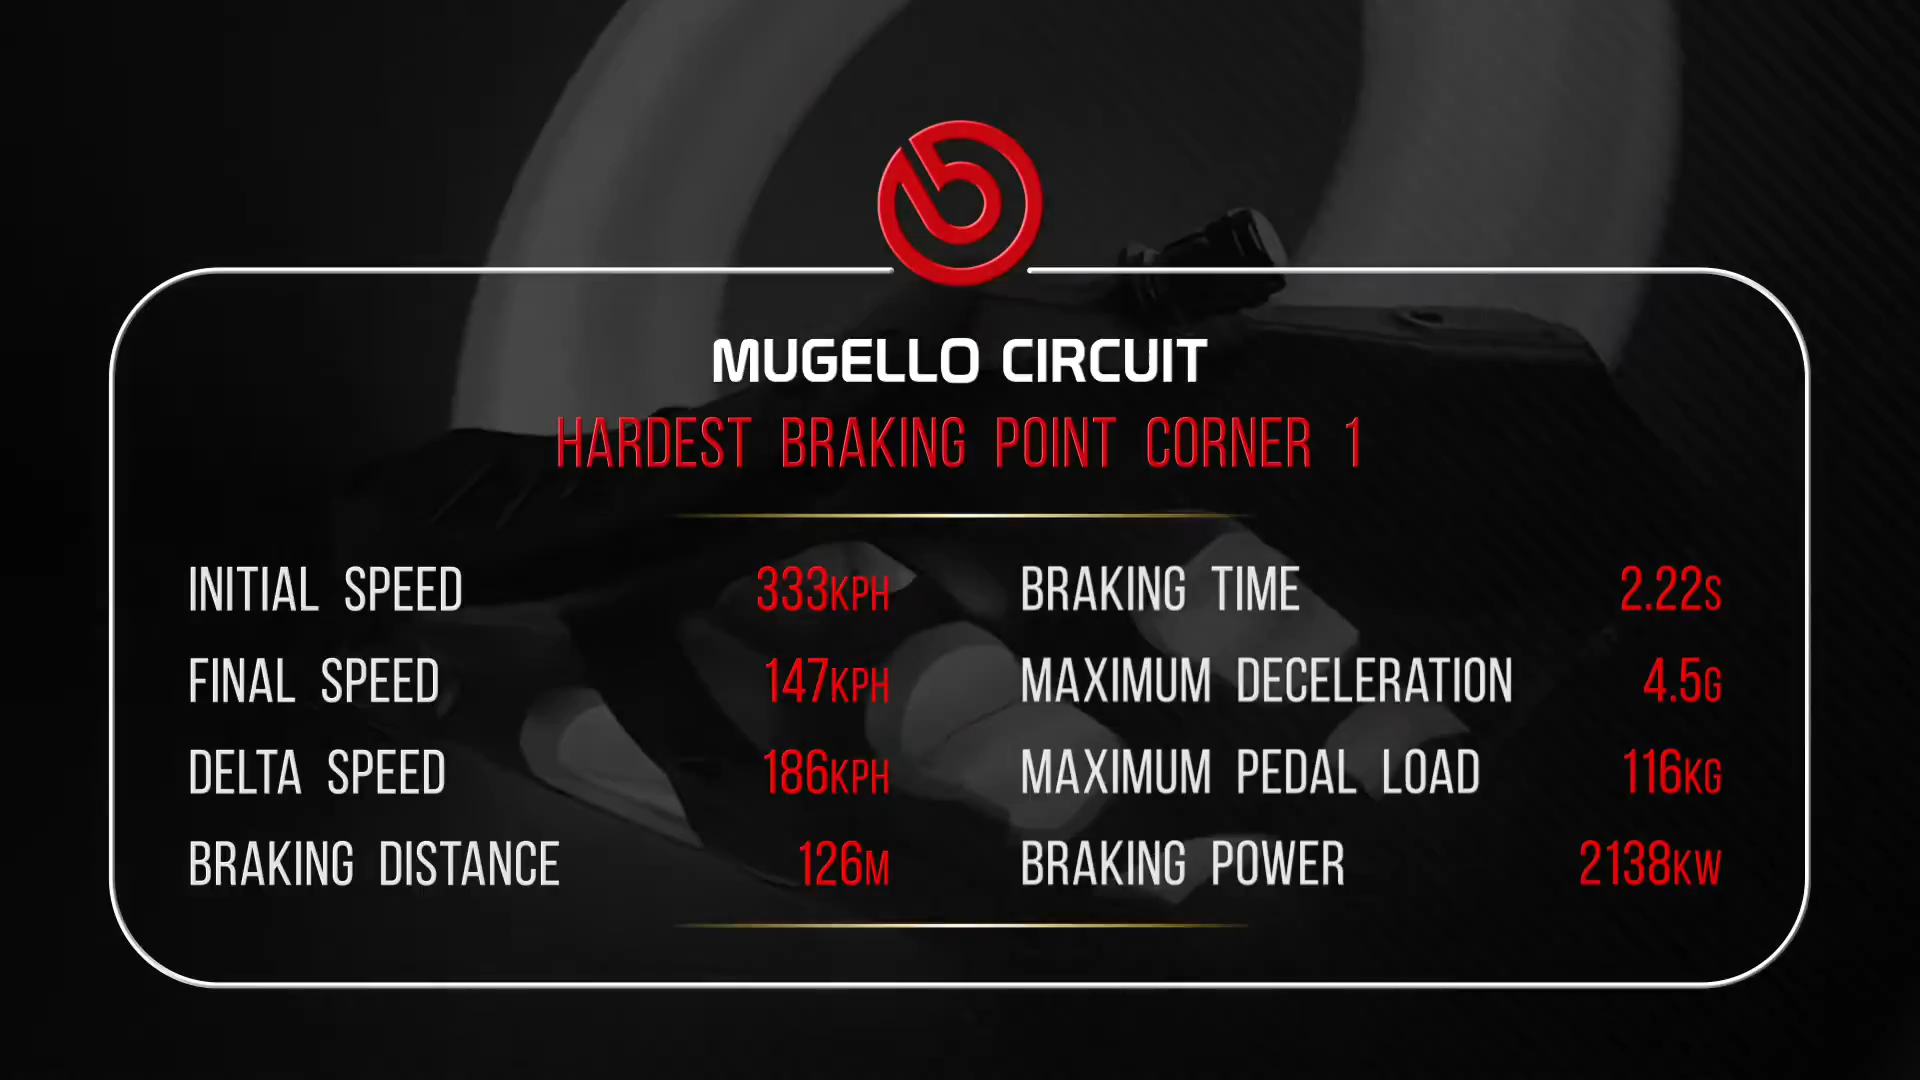 MUGELLO CIRCUIT
HARDEST BRAKING POINT CORNER 1
INITIAL SPEED 333KPH
FINAL SPEED 147KPH
DELTA SPEED 186KPH
BRAKING DISTANCE 126M
BRAKING TIME 2.22S
MAXIMUM DECELERATION 4.5G
MAXIMUM PEDAL LOAD 116KG
BRAKING POWER 2138KW